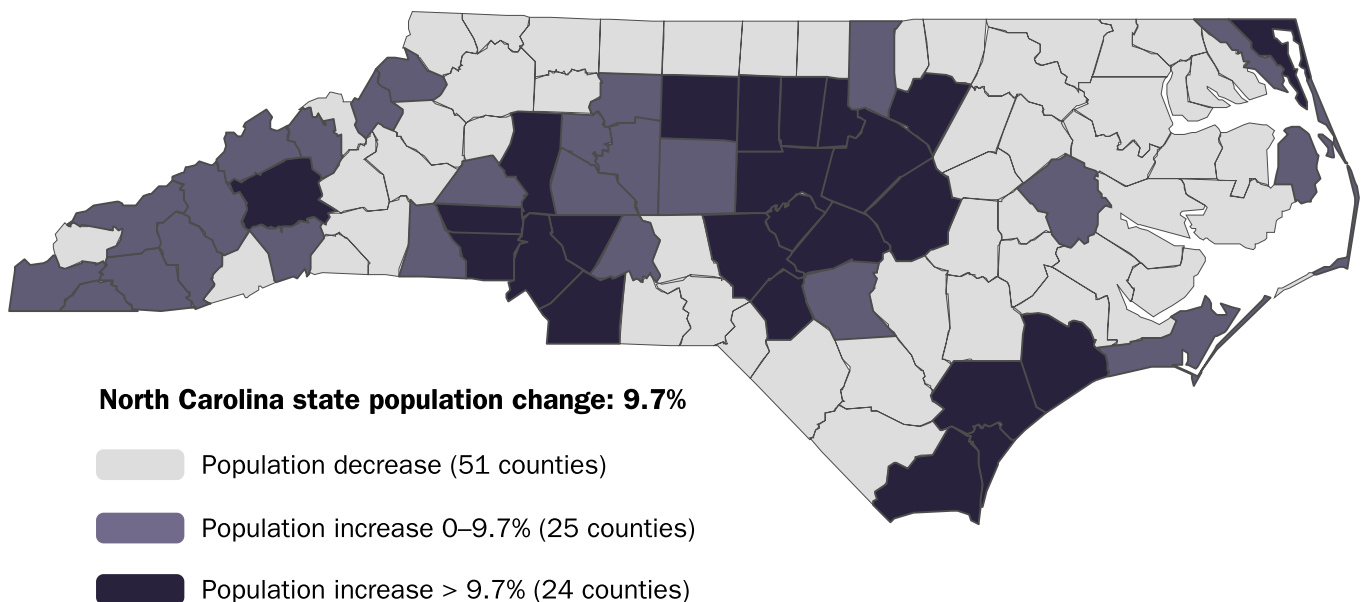 North Carolina state population change: 9.7%
Population decrease (51 counties)
Population increase 0–9.7% (25 counties)
Population increase > 9.7% (24 counties)